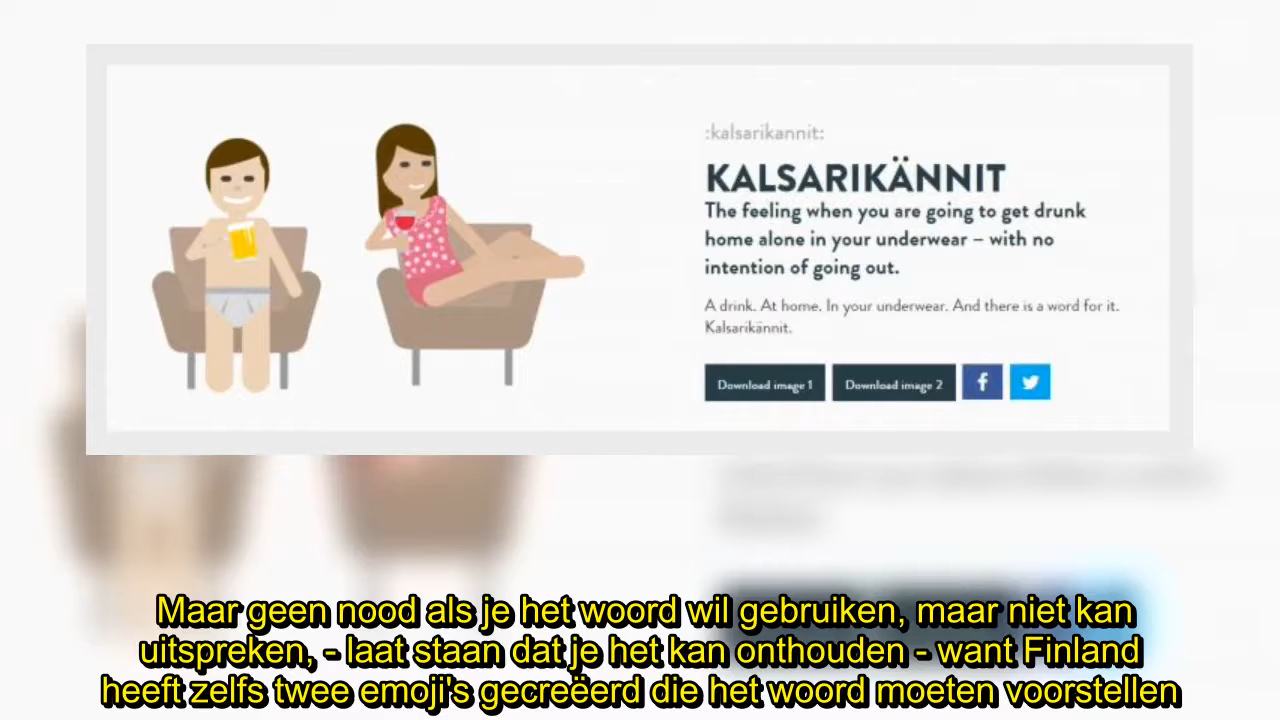 :kalsarikannit:
KALSARIKÄNNIT
The feeling when you are going to get drunk
home alone in your underwear – with no
intention of going out.
A drink. At home. In your underwear. And there is a word for it.
Kalsarikännit.
Download image 1 Download image 2
Maar geen nood als je het woord wil gebruiken, maar niet kan
uitspreken, - laat staan dat je het kan onthouden - want Finland
heeft zelfs twee emoji's gecreëerd die het woord moeten voorstellen